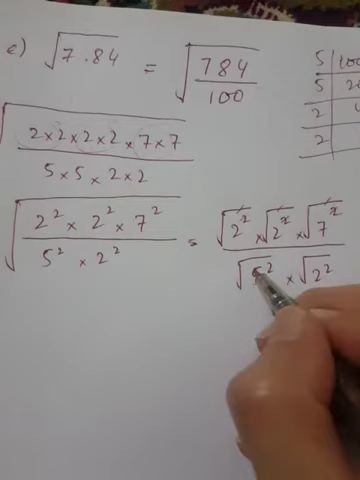 e) √7.84 = √784/100
5 | 100
5 | 20
2 |
2 |
√2×2×2×2×7×7 / 5×5×2×2
√2² × 2² × 7² / 5² × 2² = √2² × √2² × √7² / √5² × √2²